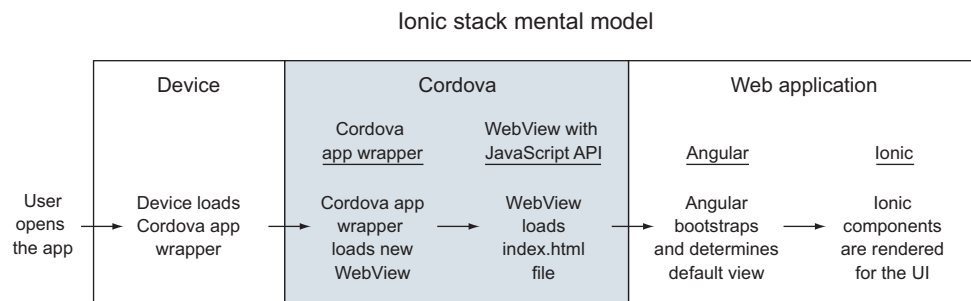 Ionic stack mental model
Device
Cordova
Web application
Cordova
app wrapper
WebView with
JavaScript API
Angular
Ionic
User
opens
the app
Device loads
Cordova app
wrapper
Cordova app
wrapper
loads new
WebView
WebView
loads
index.html
file
Angular
bootstraps
and determines
default view
Ionic
components
are rendered
for the UI